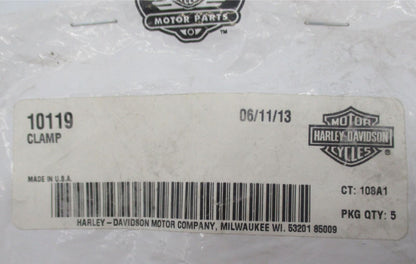 MOTOR PARTS
™
10119
06/11/13
CLAMP
MOTOR
HARLEY-DAVIDSON
CYCLES
®
MADE IN U.S.A.
CT: 108A1
PKG QTY: 5
HARLEY-DAVIDSON MOTOR COMPANY, MILWAUKEE WI. 53201 85009